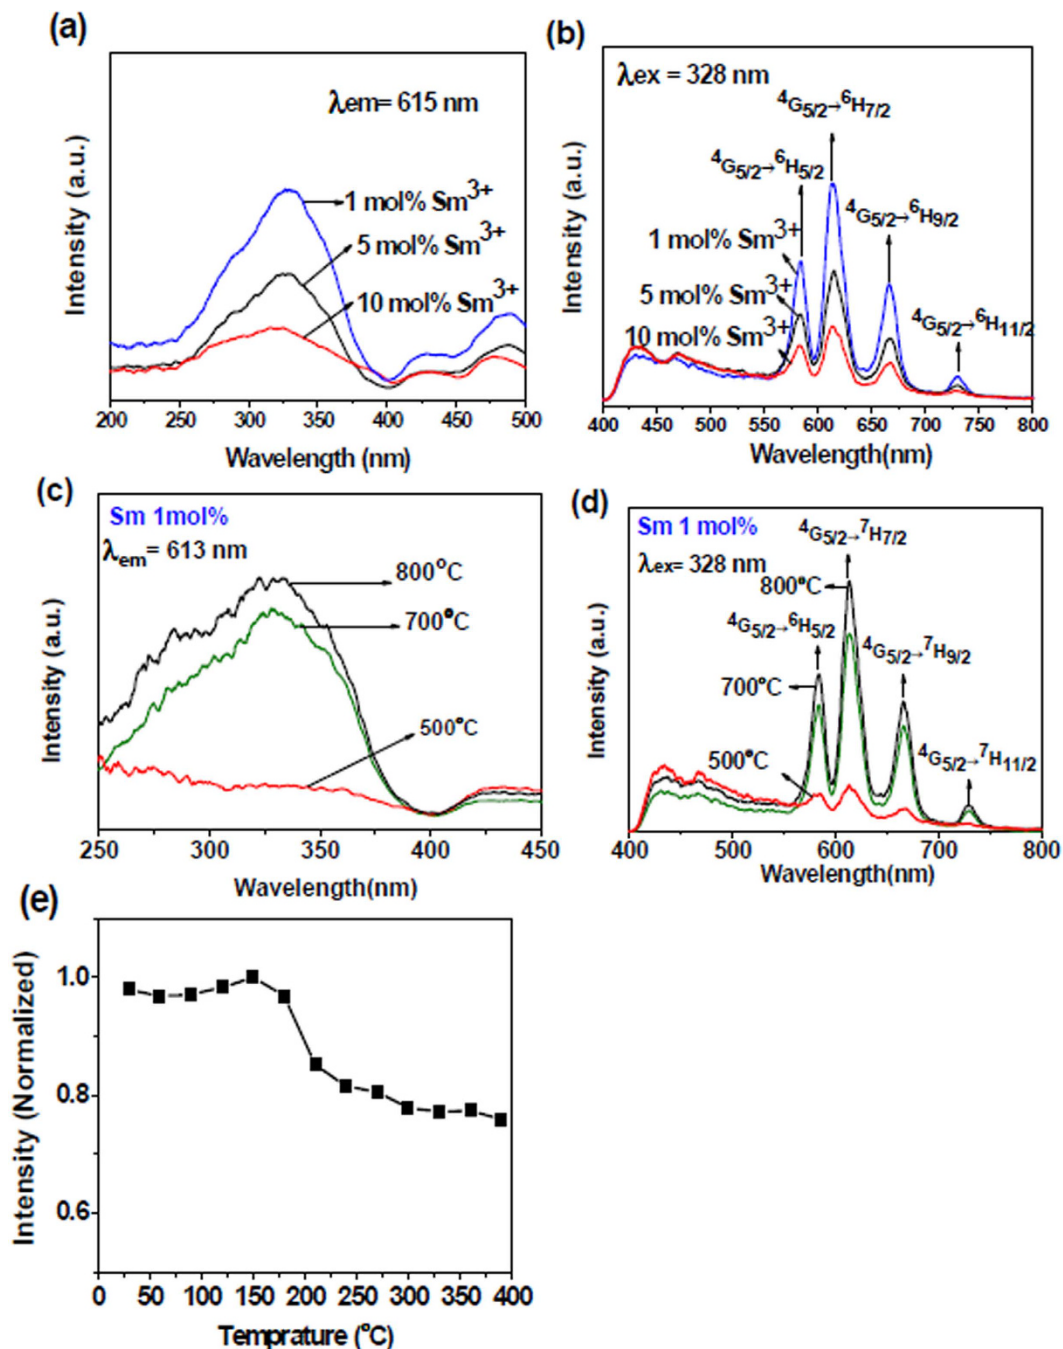 (a)
λem= 615 nm
1 mol% Sm³⁺
5 mol% Sm³⁺
10 mol% Sm³⁺
Intensity (a.u.)
200 250 300 350 400 450 500
Wavelength (nm)
(b)
λex = 328 nm
⁴G₅/₂→⁶H₇/₂
⁴G₅/₂→⁶H₅/₂
⁴G₅/₂→⁶H₉/₂
1 mol% Sm³⁺
5 mol% Sm³⁺
10 mol% Sm³⁺
⁴G₅/₂→⁶H₁₁/₂
Intensity (a.u.)
400 450 500 550 600 650 700 750 800
Wavelength(nm)
(c)
Sm 1mol%
λem= 613 nm
800°C
700°C
500°C
Intensity (a.u.)
250 300 350 400 450
Wavelength(nm)
(d)
Sm 1 mol%
λex= 328 nm
⁴G₅/₂→⁷H₇/₂
800°C
⁴G₅/₂→⁶H₅/₂
⁴G₅/₂→⁷H₉/₂
700°C
500°C
⁴G₅/₂→⁷H₁₁/₂
Intensity (a.u.)
400 500 600 700 800
Wavelength(nm)
(e)
Intensity (Normalized)
1.0
0.8
0.6
0 50 100 150 200 250 300 350 400
Temprature (°C)